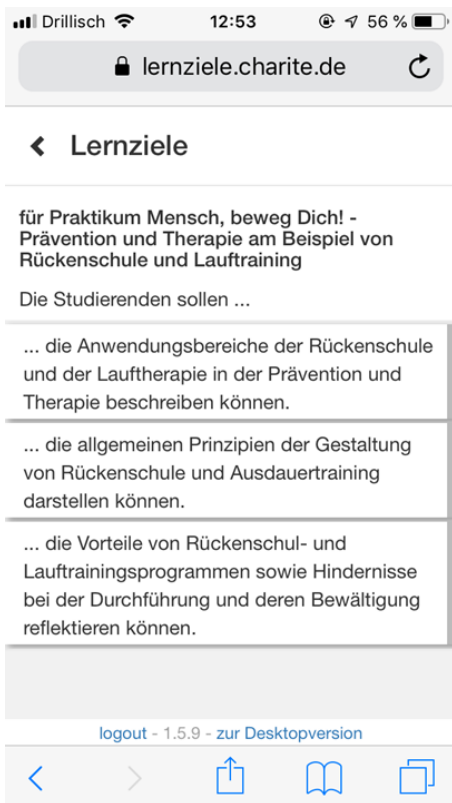 Drillisch 12:53 56 %
lernziele.charite.de
Lernziele
für Praktikum Mensch, beweg Dich! -
Prävention und Therapie am Beispiel von
Rückenschule und Lauftraining
Die Studierenden sollen ...
... die Anwendungsbereiche der Rückenschule
und der Lauftherapie in der Prävention und
Therapie beschreiben können.
... die allgemeinen Prinzipien der Gestaltung
von Rückenschule und Ausdauertraining
darstellen können.
... die Vorteile von Rückenschul- und
Lauftrainingsprogrammen sowie Hindernisse
bei der Durchführung und deren Bewältigung
reflektieren können.
logout - 1.5.9 - zur Desktopversion